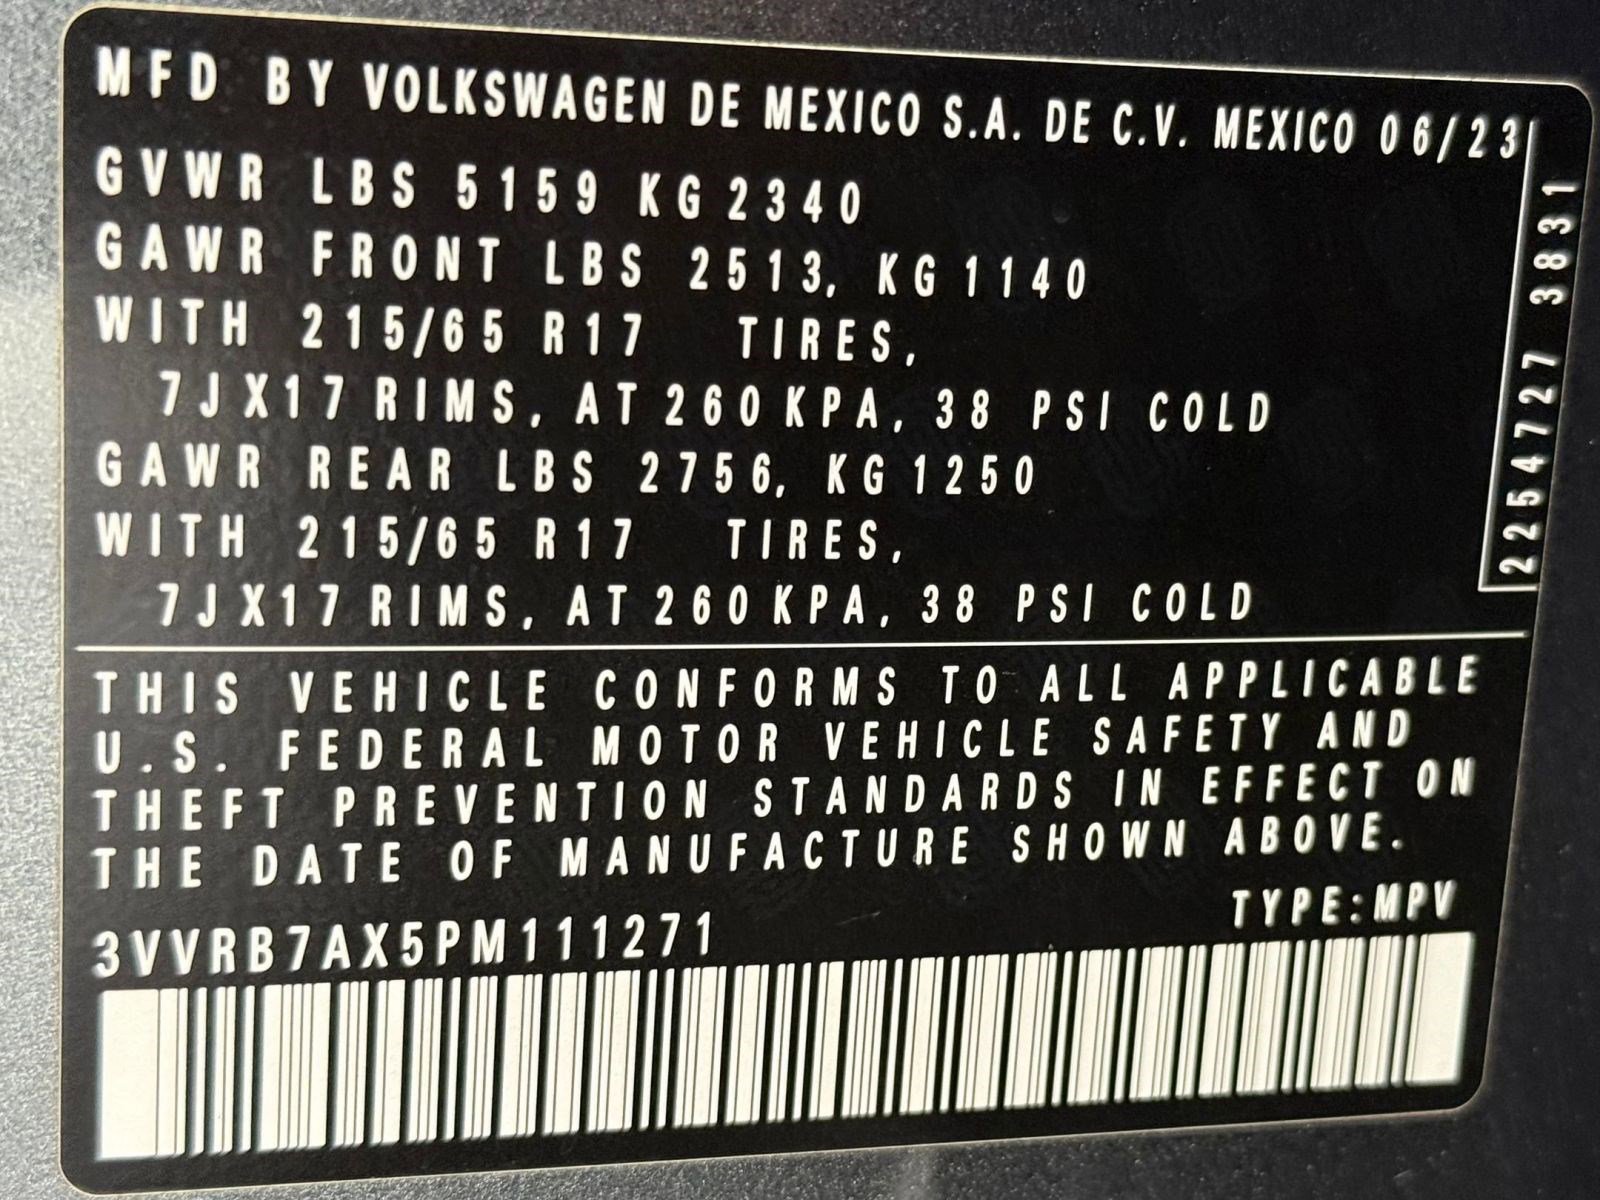 MFD BY VOLKSWAGEN DE MEXICO S.A. DE C.V. MEXICO 06/23
GVWR LBS 5159 KG 2340
GAWR FRONT LBS 2513, KG 1140
WITH 215/65 R17 TIRES,
7JX17 RIMS, AT 260 KPA, 38 PSI COLD
GAWR REAR LBS 2756, KG 1250
WITH 215/65 R17 TIRES,
7JX17 RIMS, AT 260 KPA, 38 PSI COLD
2254727 3831
THIS VEHICLE CONFORMS TO ALL APPLICABLE
U.S. FEDERAL MOTOR VEHICLE SAFETY AND
THEFT PREVENTION STANDARDS IN EFFECT ON
THE DATE OF MANUFACTURE SHOWN ABOVE.
TYPE:MPV
3VVRB7AX5PM111271